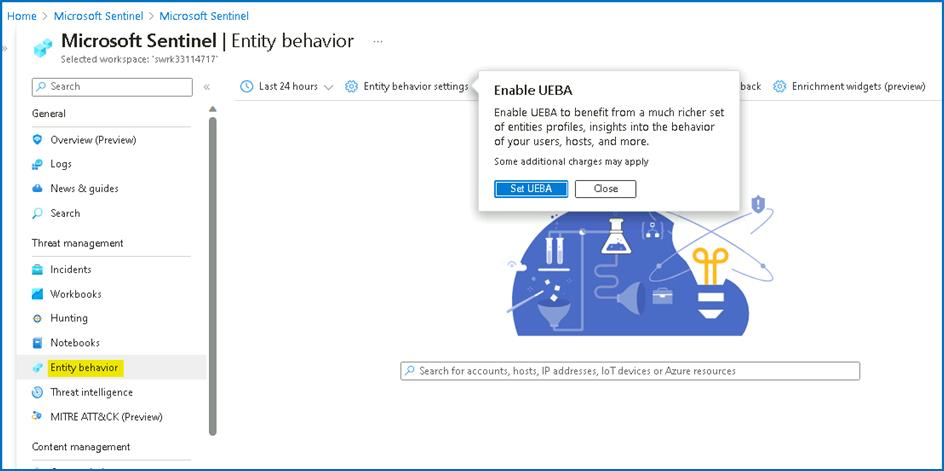 Home > Microsoft Sentinel > Microsoft Sentinel
Microsoft Sentinel | Entity behavior ...
Selected workspace: 'swrk33114717'
Search
General
Overview (Preview)
Logs
News & guides
Search
Threat management
Incidents
Workbooks
Hunting
Notebooks
Entity behavior
Threat intelligence
MITRE ATT&CK (Preview)
Content management
Last 24 hours Entity behavior settings back Enrichment widgets (preview)
Enable UEBA
Enable UEBA to benefit from a much richer set
of entities profiles, insights into the behavior
of your users, hosts, and more.
Some additional charges may apply
Set UEBA Close
Search for accounts, hosts, IP addresses, IoT devices or Azure resources